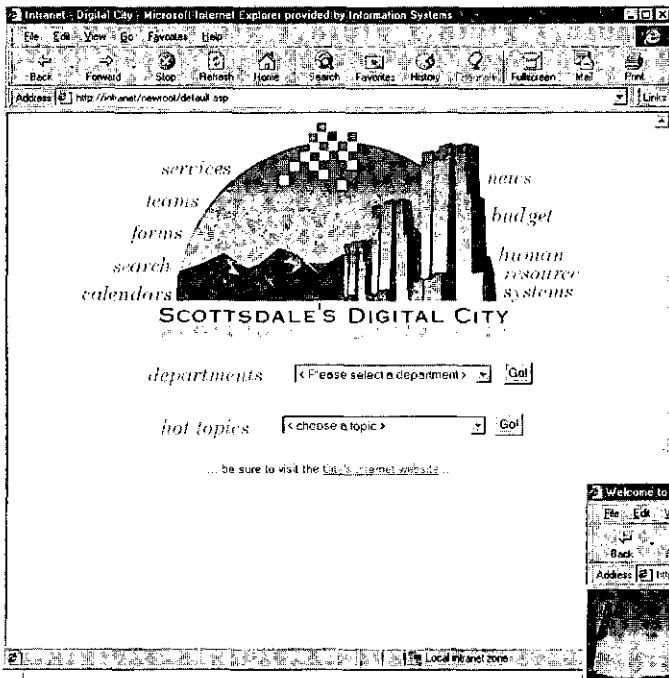 Intranet - Digital City - Microsoft Internet Explorer provided by Information Systems
File Edit View Go Favorites Help
Back Forward Stop Refresh Home Search Favorites History Fullscreen Mail Print
Address http://intranet/newroot/default.asp Links
services
teams
forms
search
calendars
news
budget
human
resource
systems
SCOTTSDALE'S DIGITAL CITY
departments < Please select a department > Go!
hot topics < choose a topic > Go!
... be sure to visit the City's internet website ...
Welcome to
File Edit V
Back
Address htt
Local intranet zone